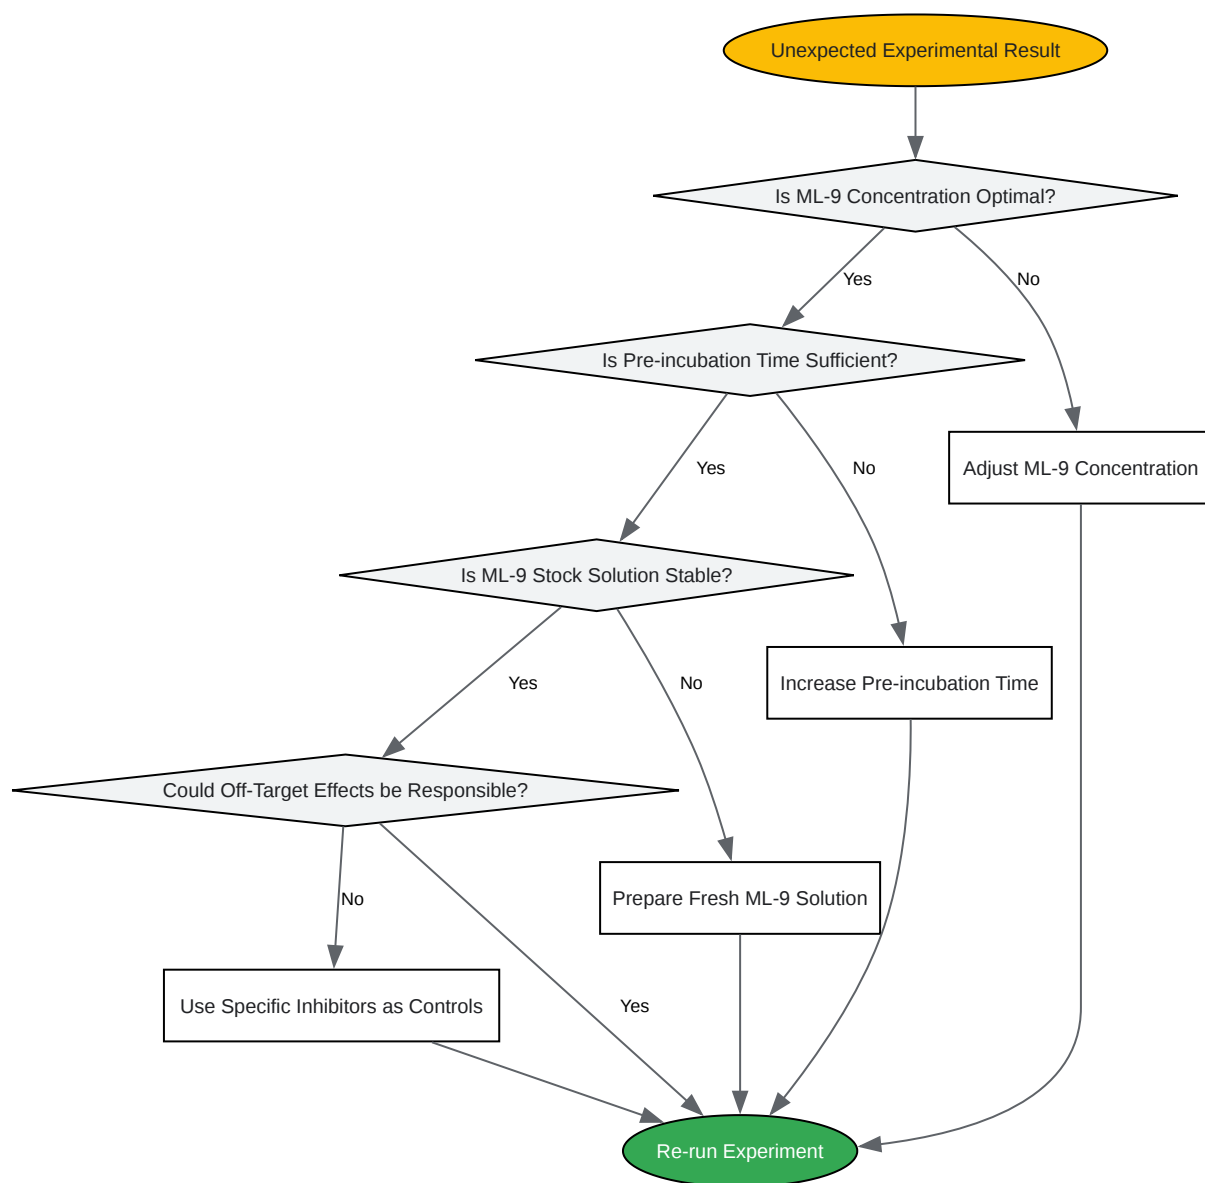 Unexpected Experimental Result
Is ML-9 Concentration Optimal?
Yes
No
Is Pre-incubation Time Sufficient?
Adjust ML-9 Concentration
Yes
No
Is ML-9 Stock Solution Stable?
Increase Pre-incubation Time
Yes
No
Could Off-Target Effects be Responsible?
Prepare Fresh ML-9 Solution
No
Yes
Use Specific Inhibitors as Controls
Re-run Experiment